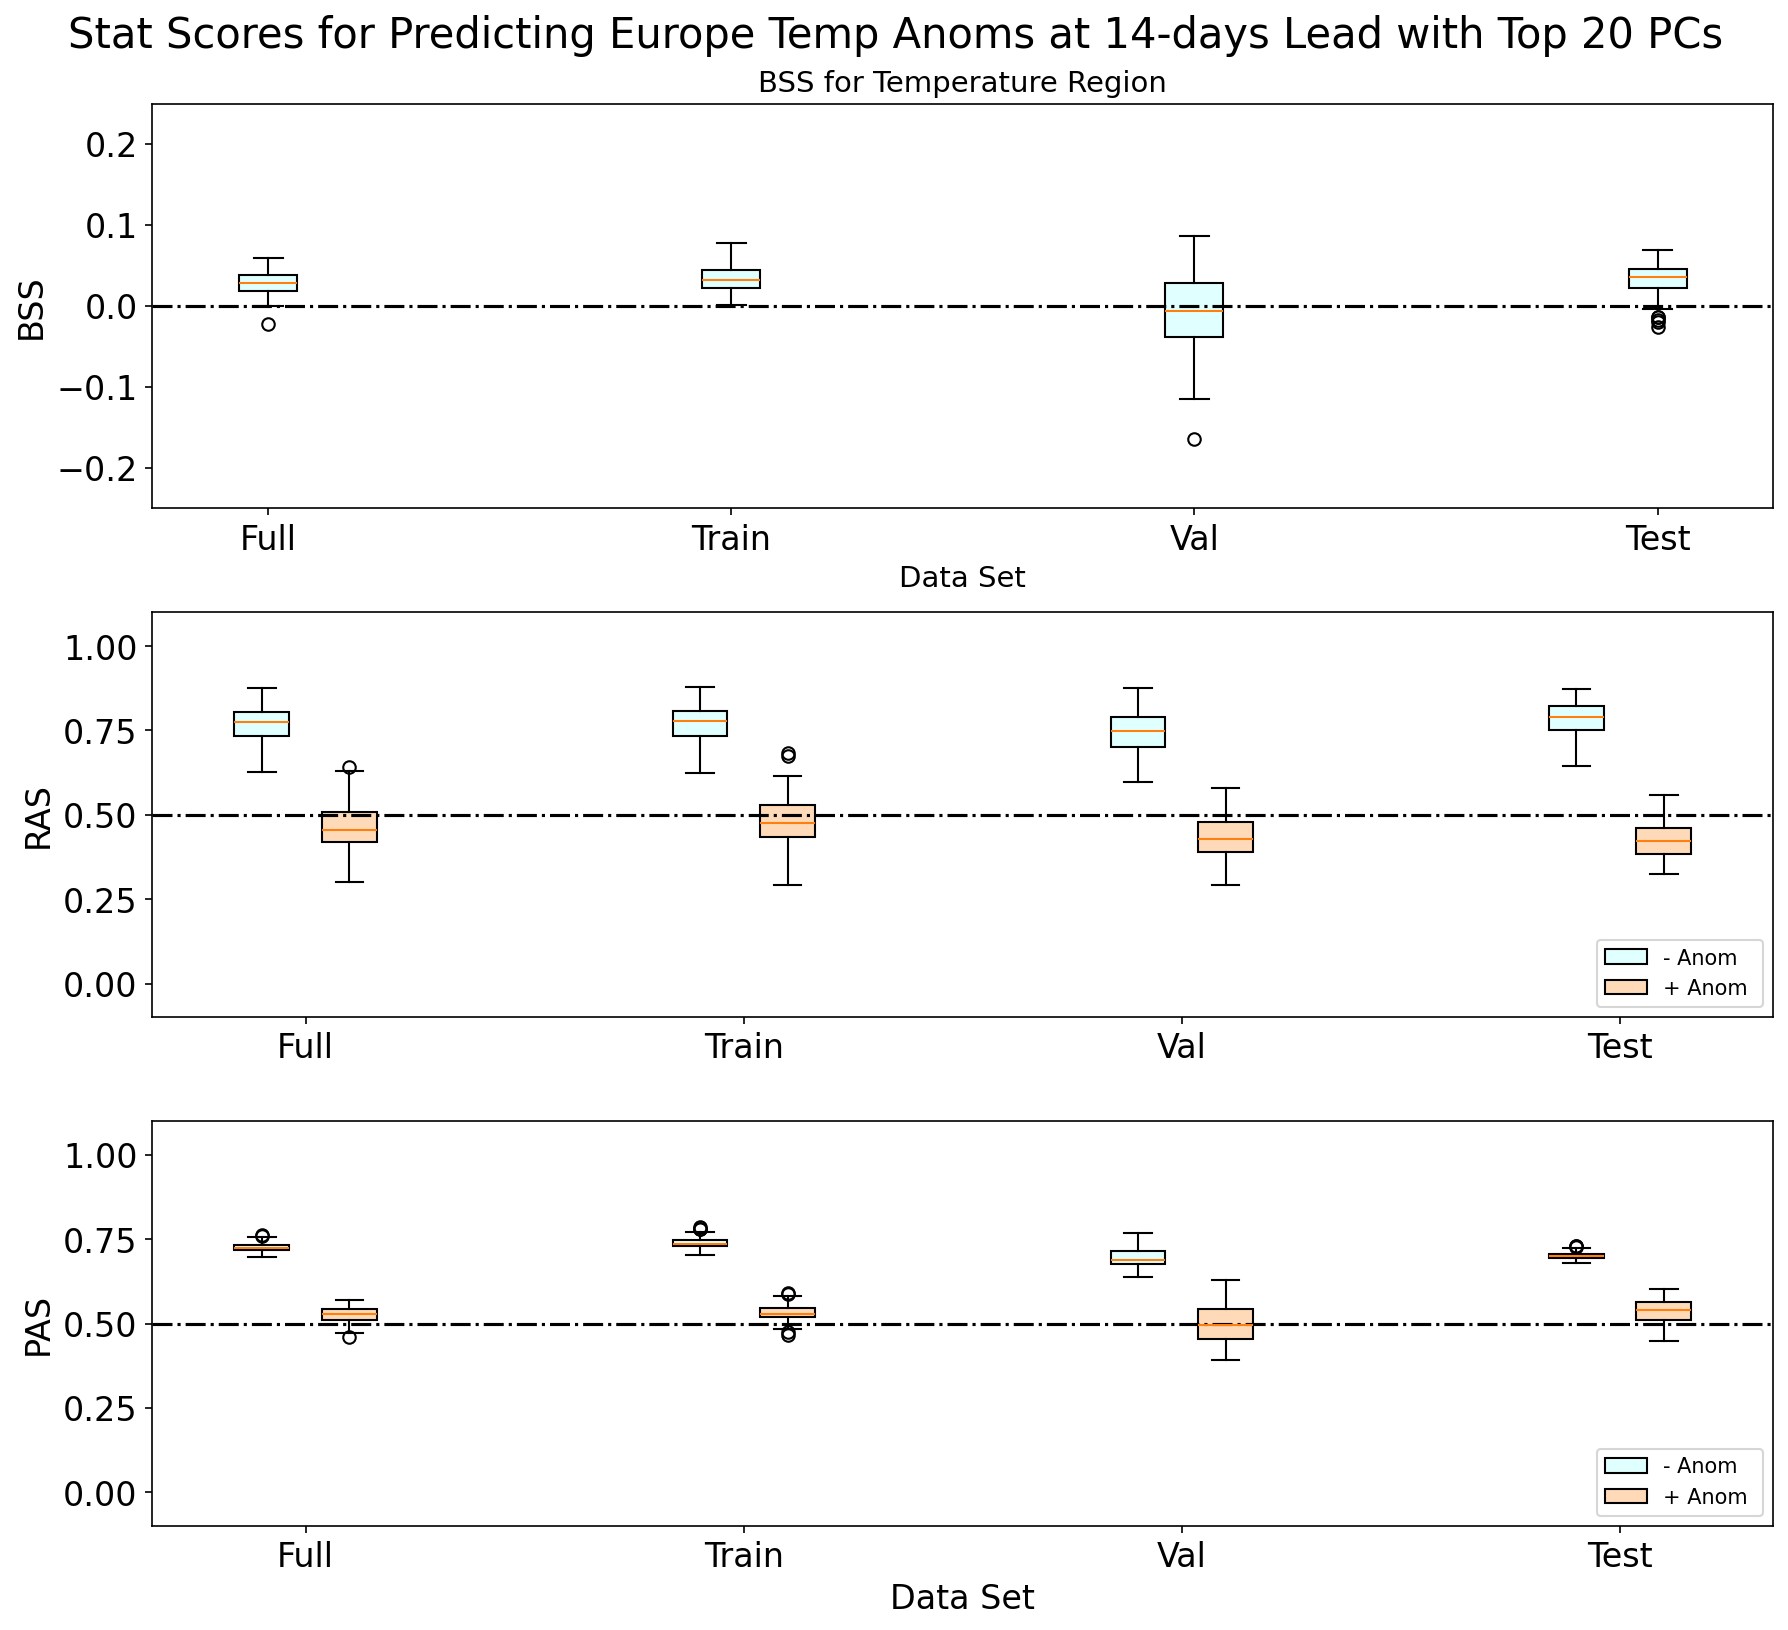 Stat Scores for Predicting Europe Temp Anoms at 14-days Lead with Top 20 PCs
BSS for Temperature Region
BSS
0.2
0.1
0.0
−0.1
−0.2
Full Train Val Test
Data Set
RAS
1.00
0.75
0.50
0.25
0.00
- Anom
+ Anom
Full Train Val Test
PAS
1.00
0.75
0.50
0.25
0.00
- Anom
+ Anom
Full Train Val Test
Data Set